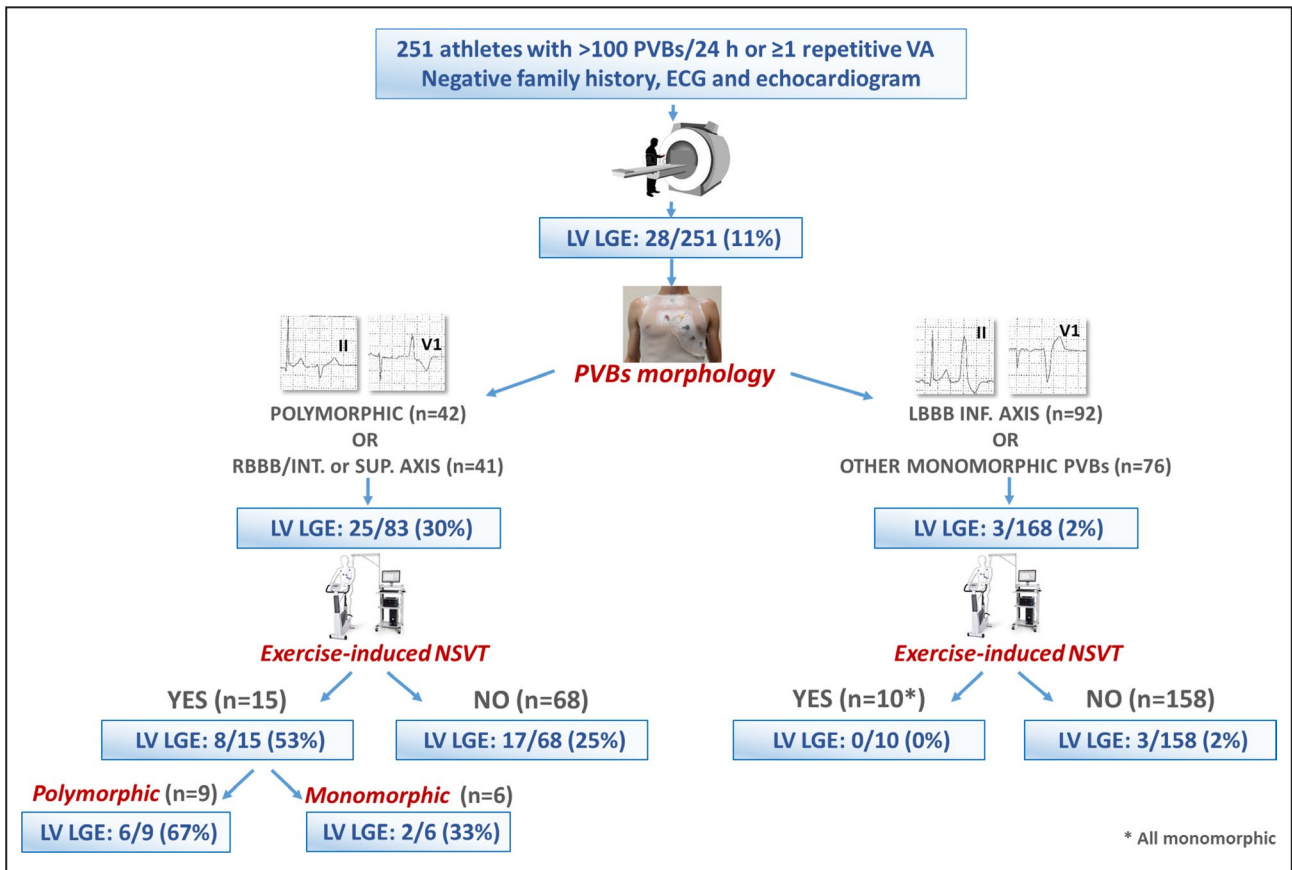 251 athletes with >100 PVBs/24 h or ≥1 repetitive VA
Negative family history, ECG and echocardiogram
LV LGE: 28/251 (11%)
II
V1
II
V1
PVBs morphology
POLYMORPHIC (n=42)
OR
RBBB/INT. or SUP. AXIS (n=41)
LBBB INF. AXIS (n=92)
OR
OTHER MONOMORPHIC PVBs (n=76)
LV LGE: 25/83 (30%)
LV LGE: 3/168 (2%)
Exercise-induced NSVT
Exercise-induced NSVT
YES (n=15)
NO (n=68)
YES (n=10*)
NO (n=158)
LV LGE: 8/15 (53%)
LV LGE: 17/68 (25%)
LV LGE: 0/10 (0%)
LV LGE: 3/158 (2%)
Polymorphic (n=9)
Monomorphic (n=6)
LV LGE: 6/9 (67%)
LV LGE: 2/6 (33%)
* All monomorphic